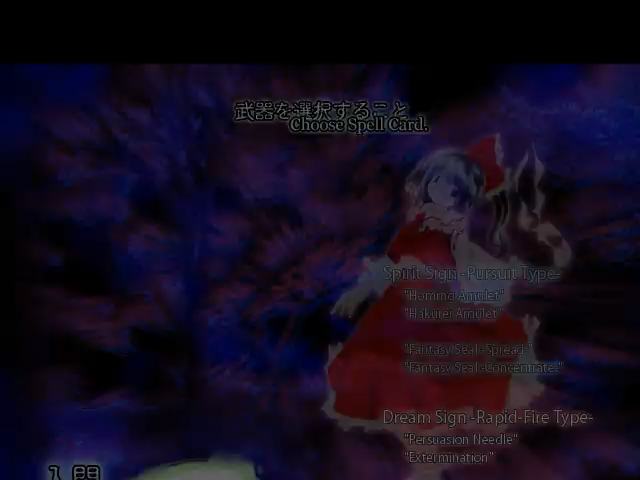 武器を選択すること
Choose Spell Card.
Spirit Sign -Pursuit Type-
"Homing Amulet"
"Hakurei Amulet"
"Fantasy Seal -Spread-"
"Fantasy Seal -Concentrate-"
Dream Sign -Rapid-Fire Type-
"Persuasion Needle"
"Extermination"